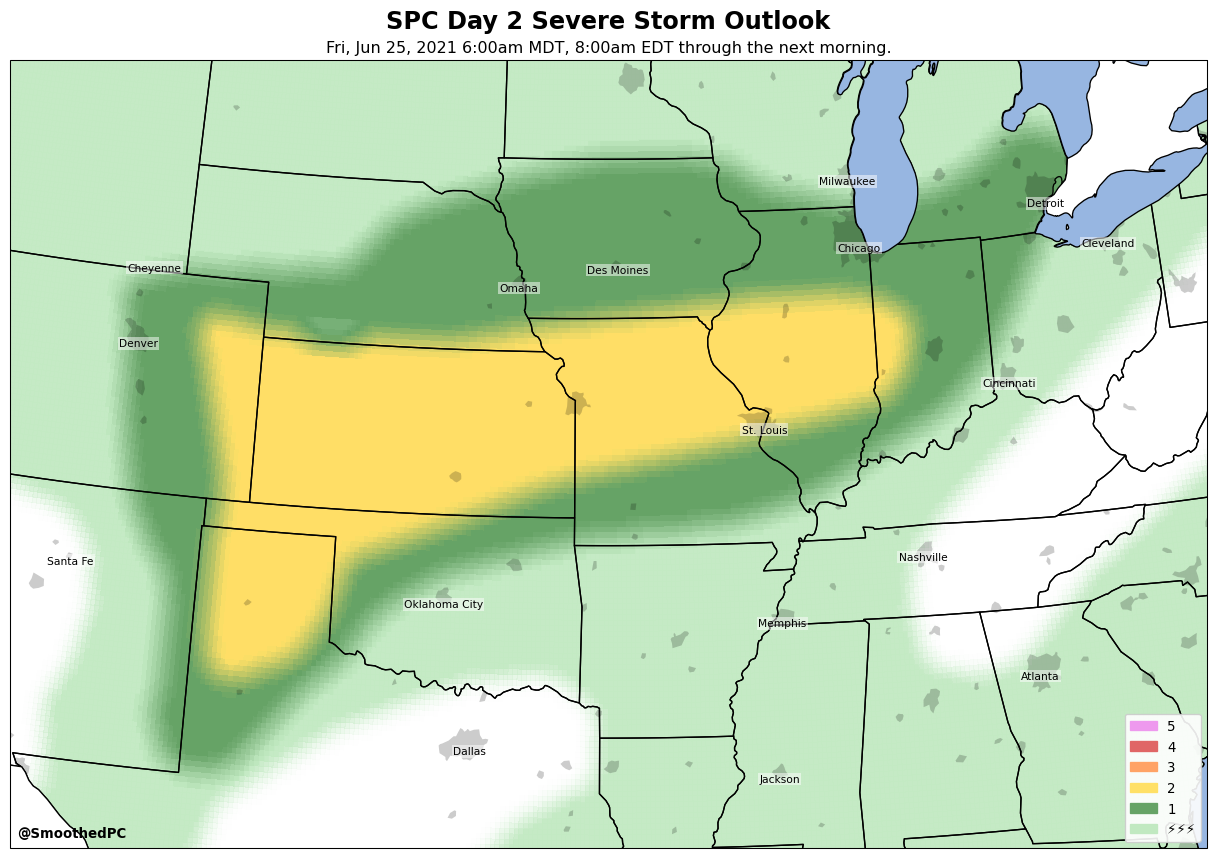 SPC Day 2 Severe Storm Outlook
Fri, Jun 25, 2021 6:00am MDT, 8:00am EDT through the next morning.
Milwaukee
Detroit
Chicago
Cleveland
Cheyenne
Des Moines
Omaha
Denver
Cincinnati
St. Louis
Santa Fe
Nashville
Oklahoma City
Memphis
Atlanta
Dallas
Jackson
5
4
3
2
1
⚡⚡⚡
@SmoothedPC